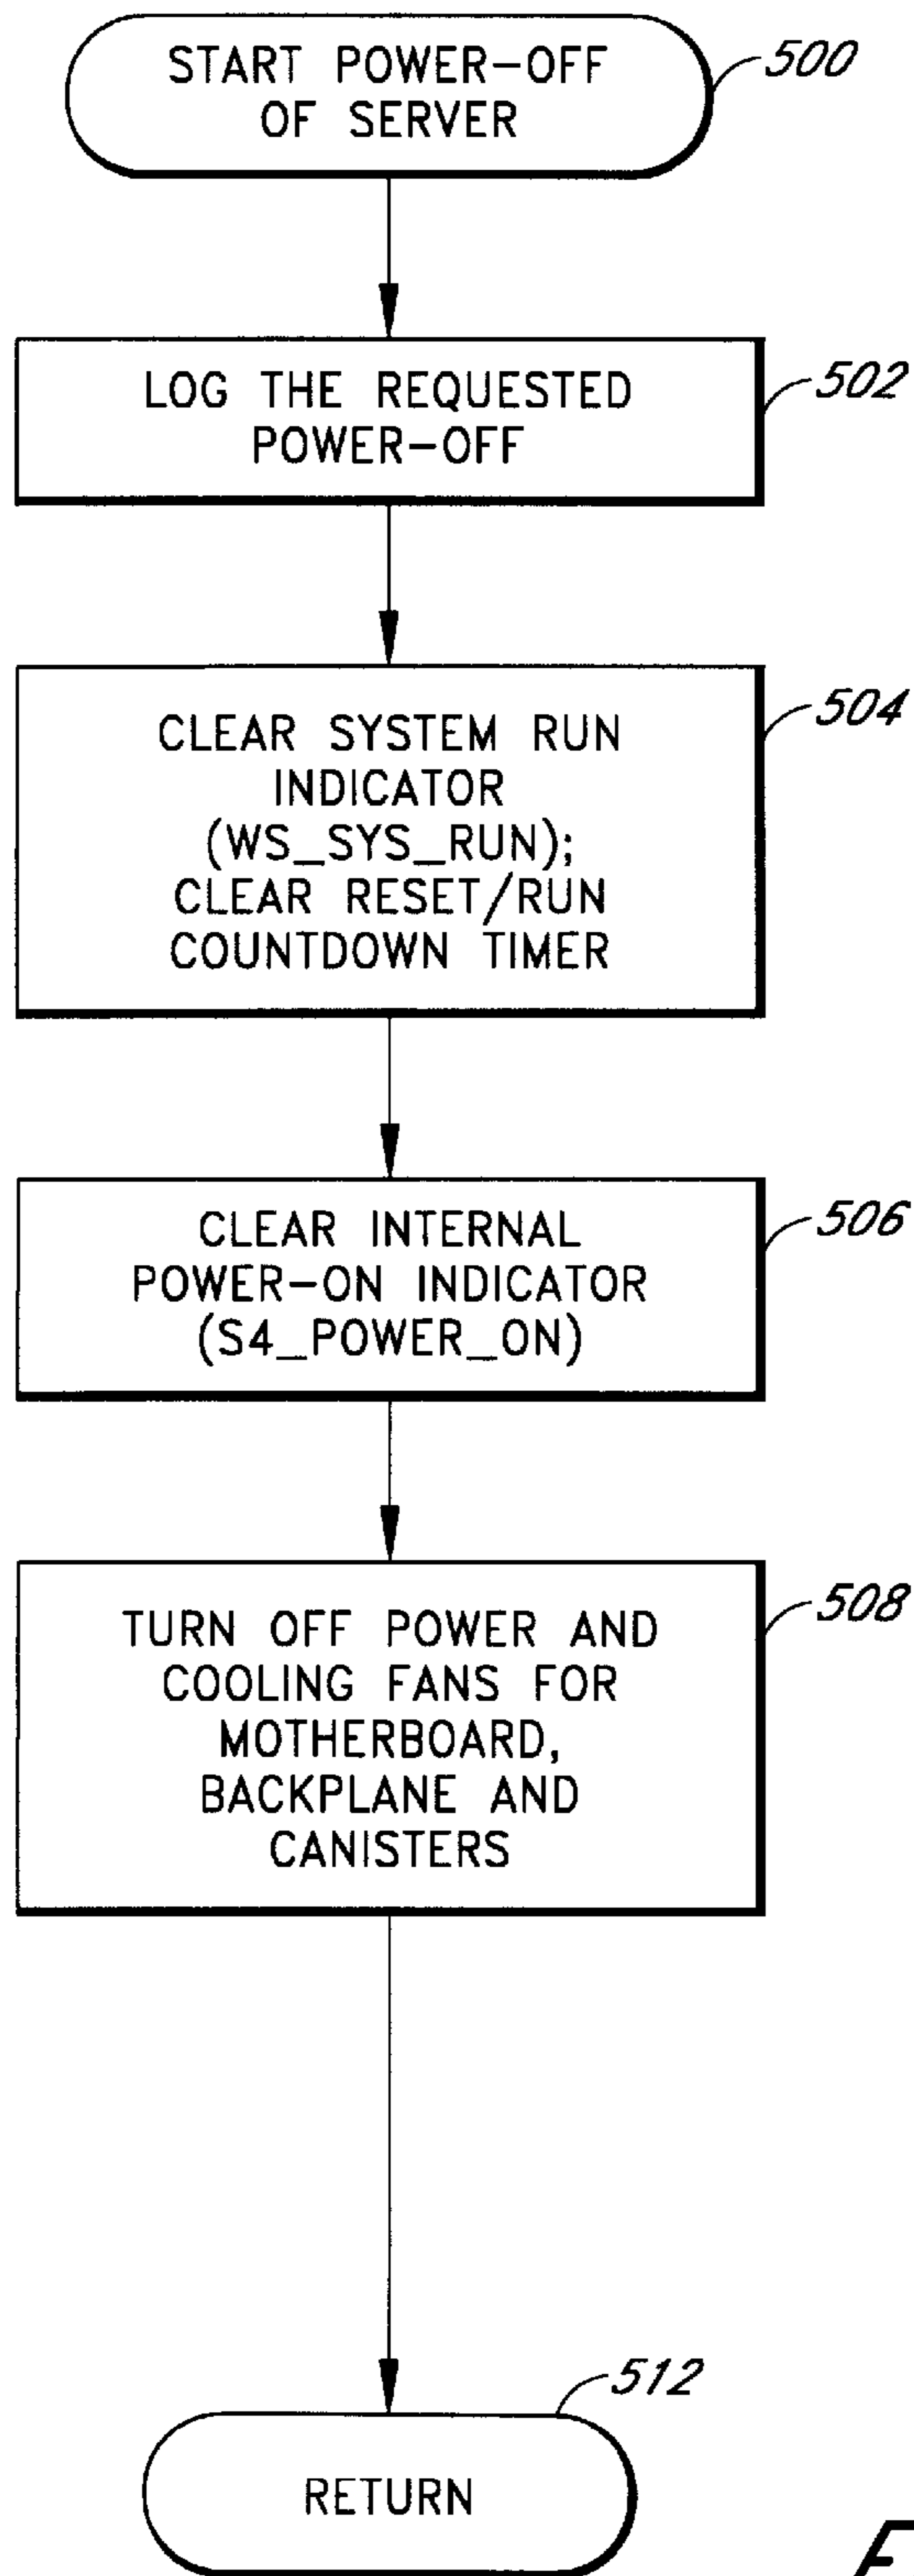 START POWER-OFF
OF SERVER
500
LOG THE REQUESTED
POWER-OFF
502
CLEAR SYSTEM RUN
INDICATOR
(WS_SYS_RUN);
CLEAR RESET/RUN
COUNTDOWN TIMER
504
CLEAR INTERNAL
POWER-ON INDICATOR
(S4_POWER_ON)
506
TURN OFF POWER AND
COOLING FANS FOR
MOTHERBOARD,
BACKPLANE AND
CANISTERS
508
512
RETURN